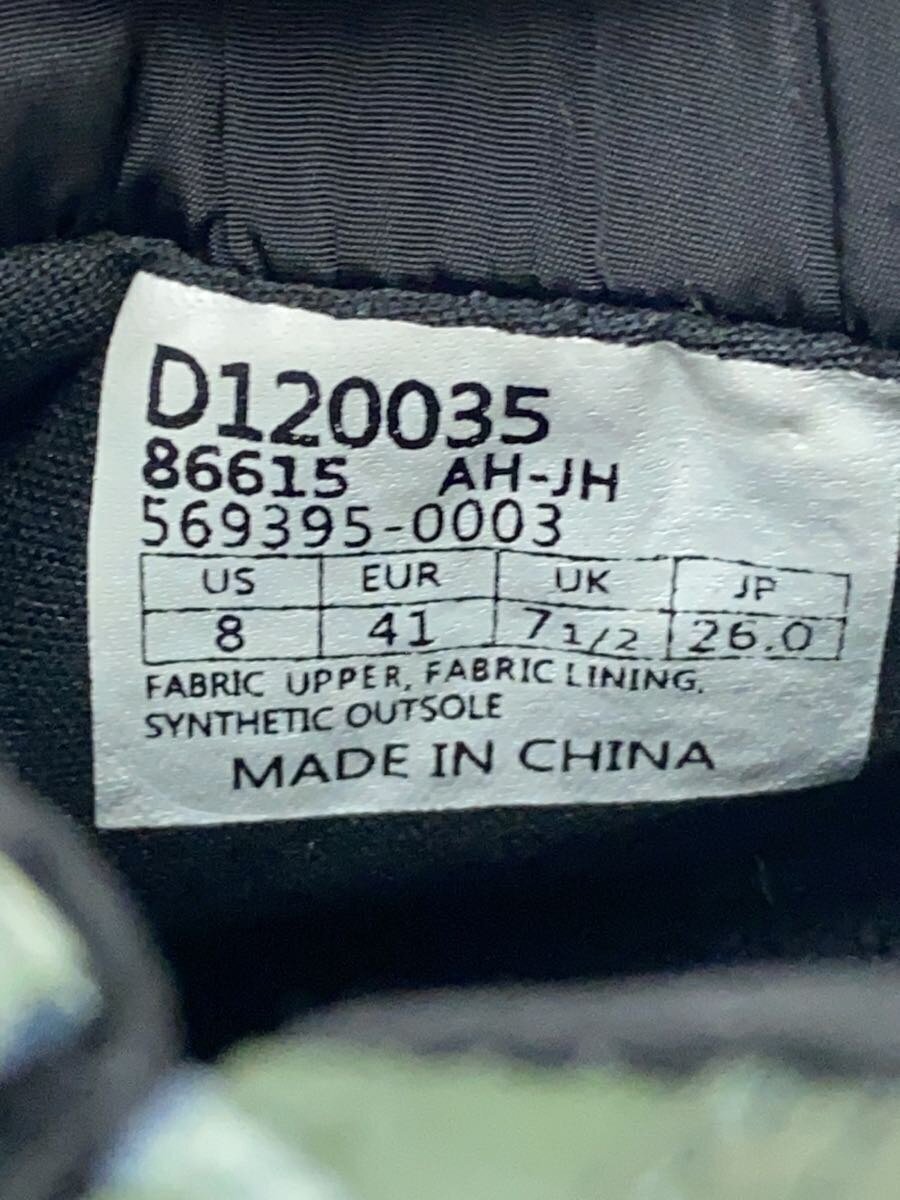 D120035
86615 AH-JH
569395-0003
US EUR UK JP
8 41 7 1/2 26.0
FABRIC UPPER, FABRIC LINING,
SYNTHETIC OUTSOLE
MADE IN CHINA